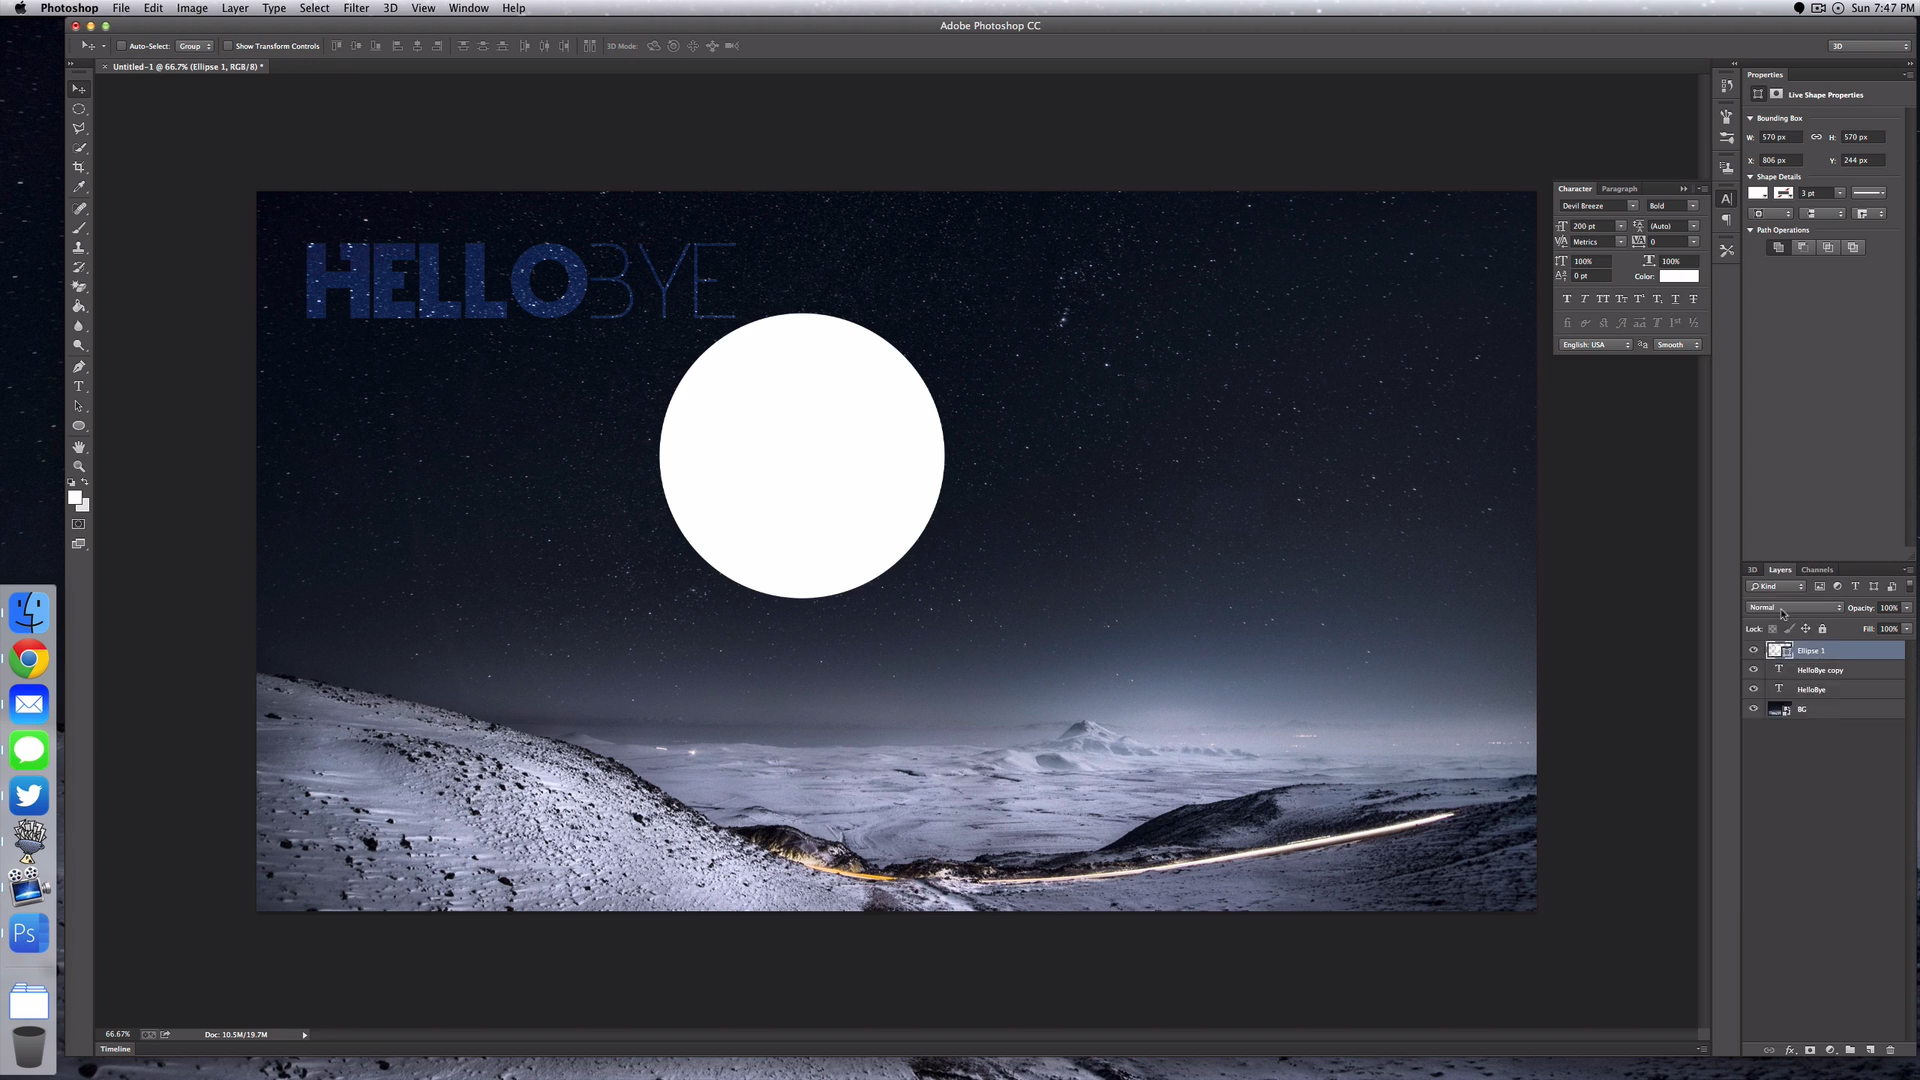 Photoshop File Edit Image Layer Type Select Filter 3D View Window Help Sun 7:47 PM
Adobe Photoshop CC
Auto-Select: Group Show Transform Controls 3D Mode: 3D
× Untitled-1 @ 66.7% (Ellipse 1, RGB/8) *
Properties
Live Shape Properties
Bounding Box
W: 570 px H: 570 px
X: 806 px Y: 244 px
Shape Details
3 pt
Path Operations
Character Paragraph
Devil Breeze Bold
200 pt (Auto)
Metrics 0
100% 100%
0 pt Color:
English: USA aa Smooth
HELLOBYE
3D Layers Channels
Kind
Normal Opacity: 100%
Lock: Fill: 100%
Ellipse 1
HelloBye copy
HelloBye
BG
fx
Ps
66.67% Doc: 10.5M/19.7M
Timeline